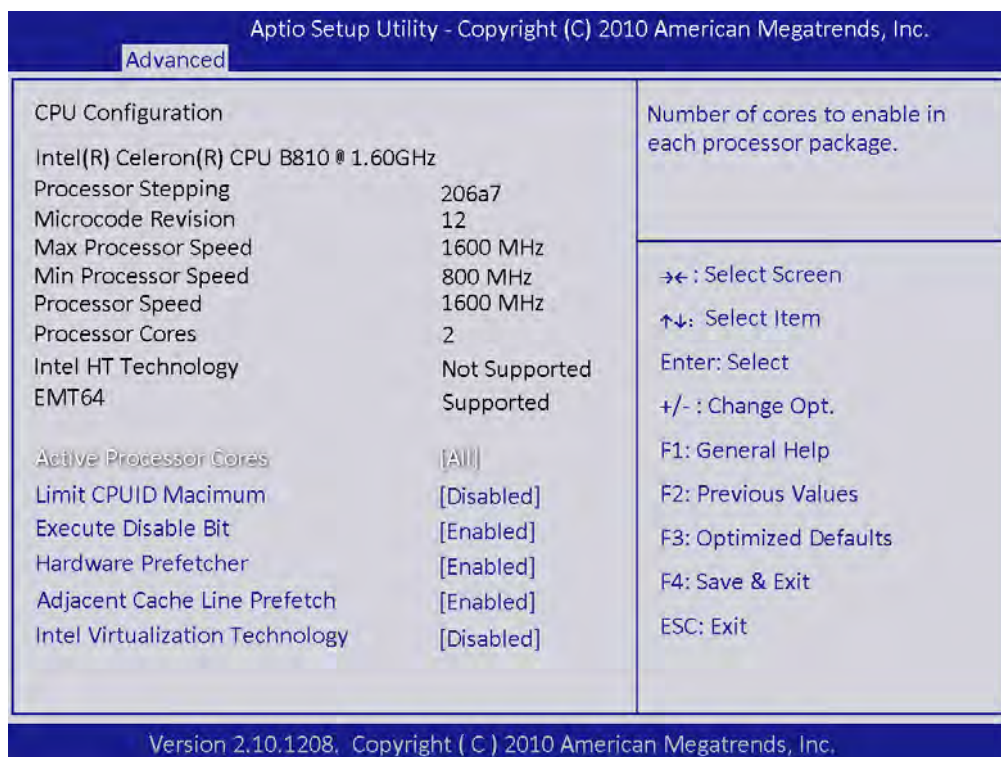 Aptio Setup Utility - Copyright (C) 2010 American Megatrends, Inc.
Advanced
CPU Configuration
Intel(R) Celeron(R) CPU B810 @ 1.60GHz
Processor Stepping 206a7
Microcode Revision 12
Max Processor Speed 1600 MHz
Min Processor Speed 800 MHz
Processor Speed 1600 MHz
Processor Cores 2
Intel HT Technology Not Supported
EMT64 Supported
Active Processor Cores [All]
Limit CPUID Macimum [Disabled]
Execute Disable Bit [Enabled]
Hardware Prefetcher [Enabled]
Adjacent Cache Line Prefetch [Enabled]
Intel Virtualization Technology [Disabled]
Number of cores to enable in
each processor package.
→← : Select Screen
↑↓: Select Item
Enter: Select
+/- : Change Opt.
F1: General Help
F2: Previous Values
F3: Optimized Defaults
F4: Save & Exit
ESC: Exit
Version 2.10.1208. Copyright ( C ) 2010 American Megatrends, Inc.